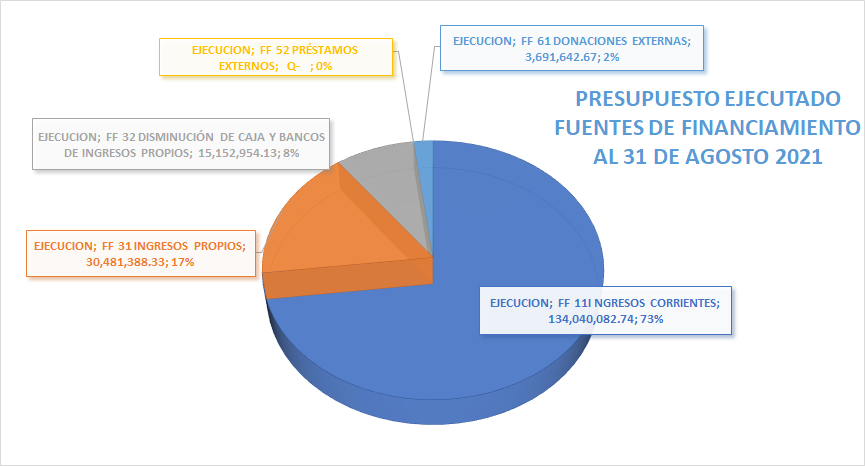 EJECUCION; FF 52 PRÉSTAMOS
EXTERNOS; Q- ; 0%
EJECUCION; FF 61 DONACIONES EXTERNAS;
3,691,642.67; 2%
PRESUPUESTO EJECUTADO
FUENTES DE FINANCIAMIENTO
AL 31 DE AGOSTO 2021
EJECUCION; FF 32 DISMINUCIÓN DE CAJA Y BANCOS
DE INGRESOS PROPIOS; 15,152,954.13; 8%
EJECUCION; FF 31 INGRESOS PROPIOS;
30,481,388.33; 17%
EJECUCION; FF 11I NGRESOS CORRIENTES;
134,040,082.74; 73%